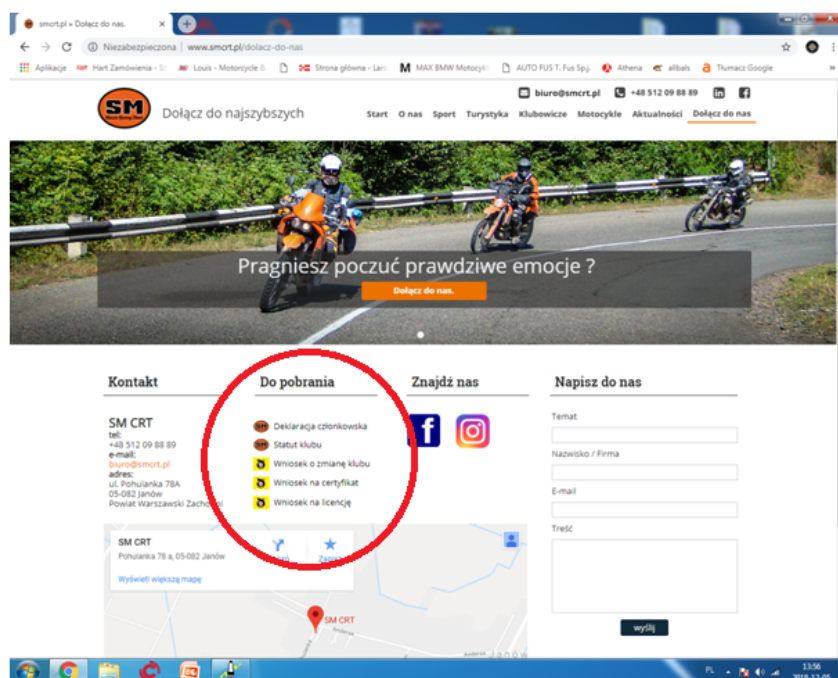 smcrt.pl » Dołącz do nas.
Niezabezpieczona | www.smcrt.pl/dolacz-do-nas
Aplikacje Hart Zamówienia - S Louis - Motorcycle & Strona główna - Lars MAX BMW Motocykl AUTO FUS T. Fus Sp.j. Athena allbals Tłumacz Google
biuro@smcrt.pl +48 512 09 88 89
SM
Dołącz do najszybszych
Start O nas Sport Turystyka Klubowicze Motocykle Aktualności Dołącz do nas
Pragniesz poczuć prawdziwe emocje ?
Dołącz do nas.
Kontakt
SM CRT
tel:
+48 512 09 88 89
e-mail:
biuro@smcrt.pl
adres:
ul. Pohulanka 78A
05-082 Janów
Powiat Warszawski Zachodni
Do pobrania
Deklaracja członkowska
Statut klubu
Wniosek o zmianę klubu
Wniosek na certyfikat
Wniosek na licencję
Znajdź nas
Napisz do nas
Temat
Nazwisko / Firma
E-mail
Treść
wyślij
SM CRT
Pohulanka 78 a, 05-082 Janów
Wyświetl większą mapę
SM CRT
Janów
PL
13:56